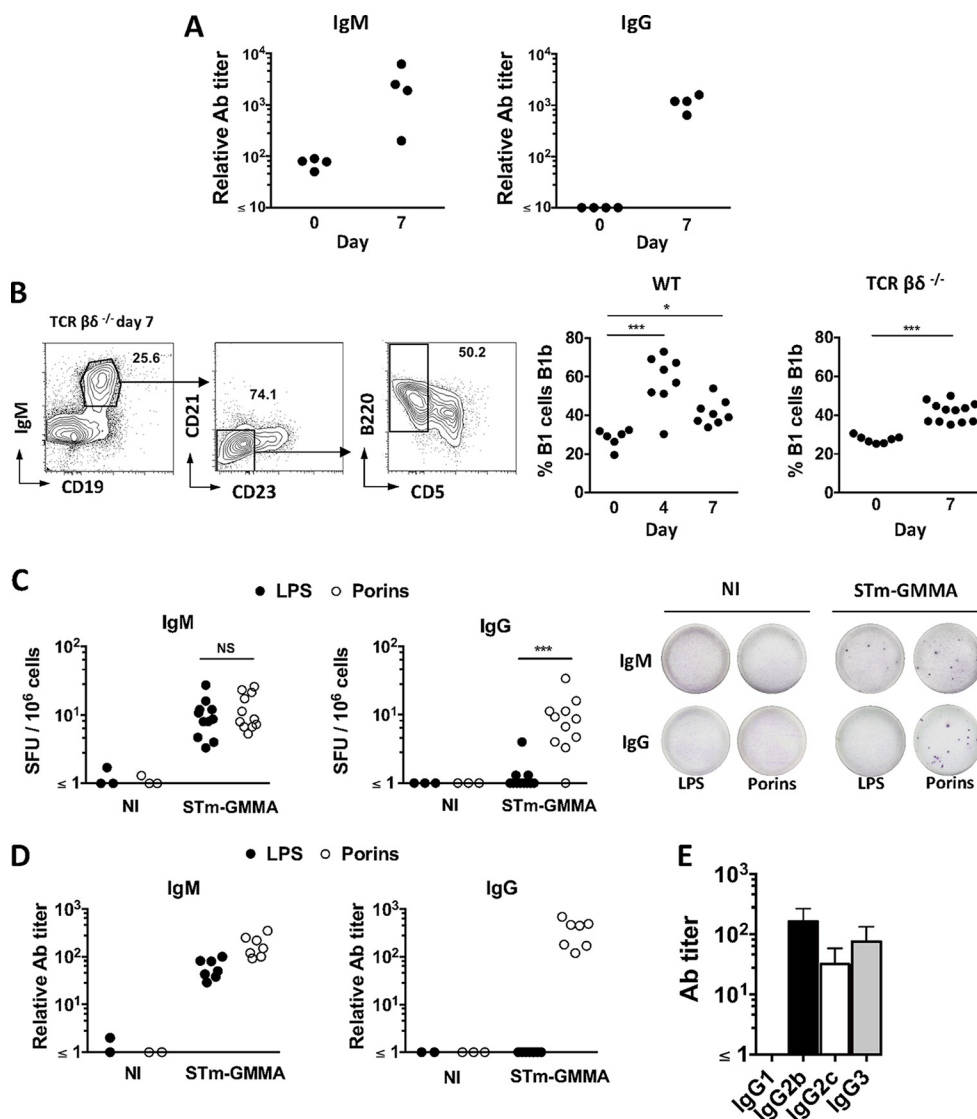 A
IgM
IgG
Relative Ab titer
10⁴
10³
10²
≤ 10
0
7
Day
Relative Ab titer
10⁴
10³
10²
≤ 10
0
7
Day
B
TCR βδ -/- day 7
25.6
IgM
CD19
74.1
CD21
CD23
50.2
B220
CD5
WT
*
***
% B1 cells B1b
80
60
40
20
0
0
4
7
Day
TCR βδ -/-
***
% B1 cells B1b
80
60
40
20
0
0
7
Day
C
LPS
Porins
IgM
NS
SFU / 10⁶ cells
10²
10¹
≤ 1
NI
STm-GMMA
IgG
***
SFU / 10⁶ cells
10²
10¹
≤ 1
NI
STm-GMMA
NI
STm-GMMA
IgM
IgG
LPS
Porins
LPS
Porins
D
LPS
Porins
IgM
Relative Ab titer
10³
10²
10¹
≤ 1
NI
STm-GMMA
IgG
Relative Ab titer
10³
10²
10¹
≤ 1
NI
STm-GMMA
E
Ab titer
10³
10²
10¹
≤ 1
IgG1
IgG2b
IgG2c
IgG3